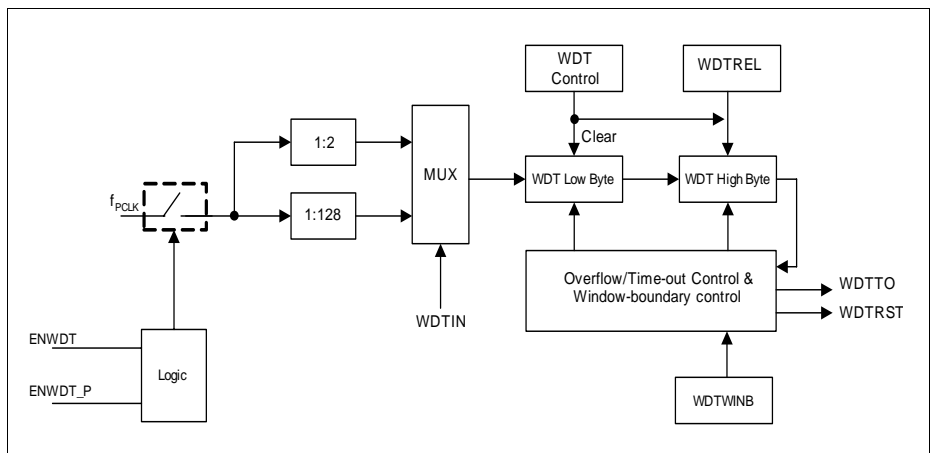 WDT
Control
WDTREL
1:2
Clear
MUX
WDT Low Byte
WDT High Byte
fPCLK
1:128
Overflow/Time-out Control &
Window-boundary control
WDTTO
WDTIN
WDTRST
ENWDT
Logic
ENWDT_P
WDTWINB